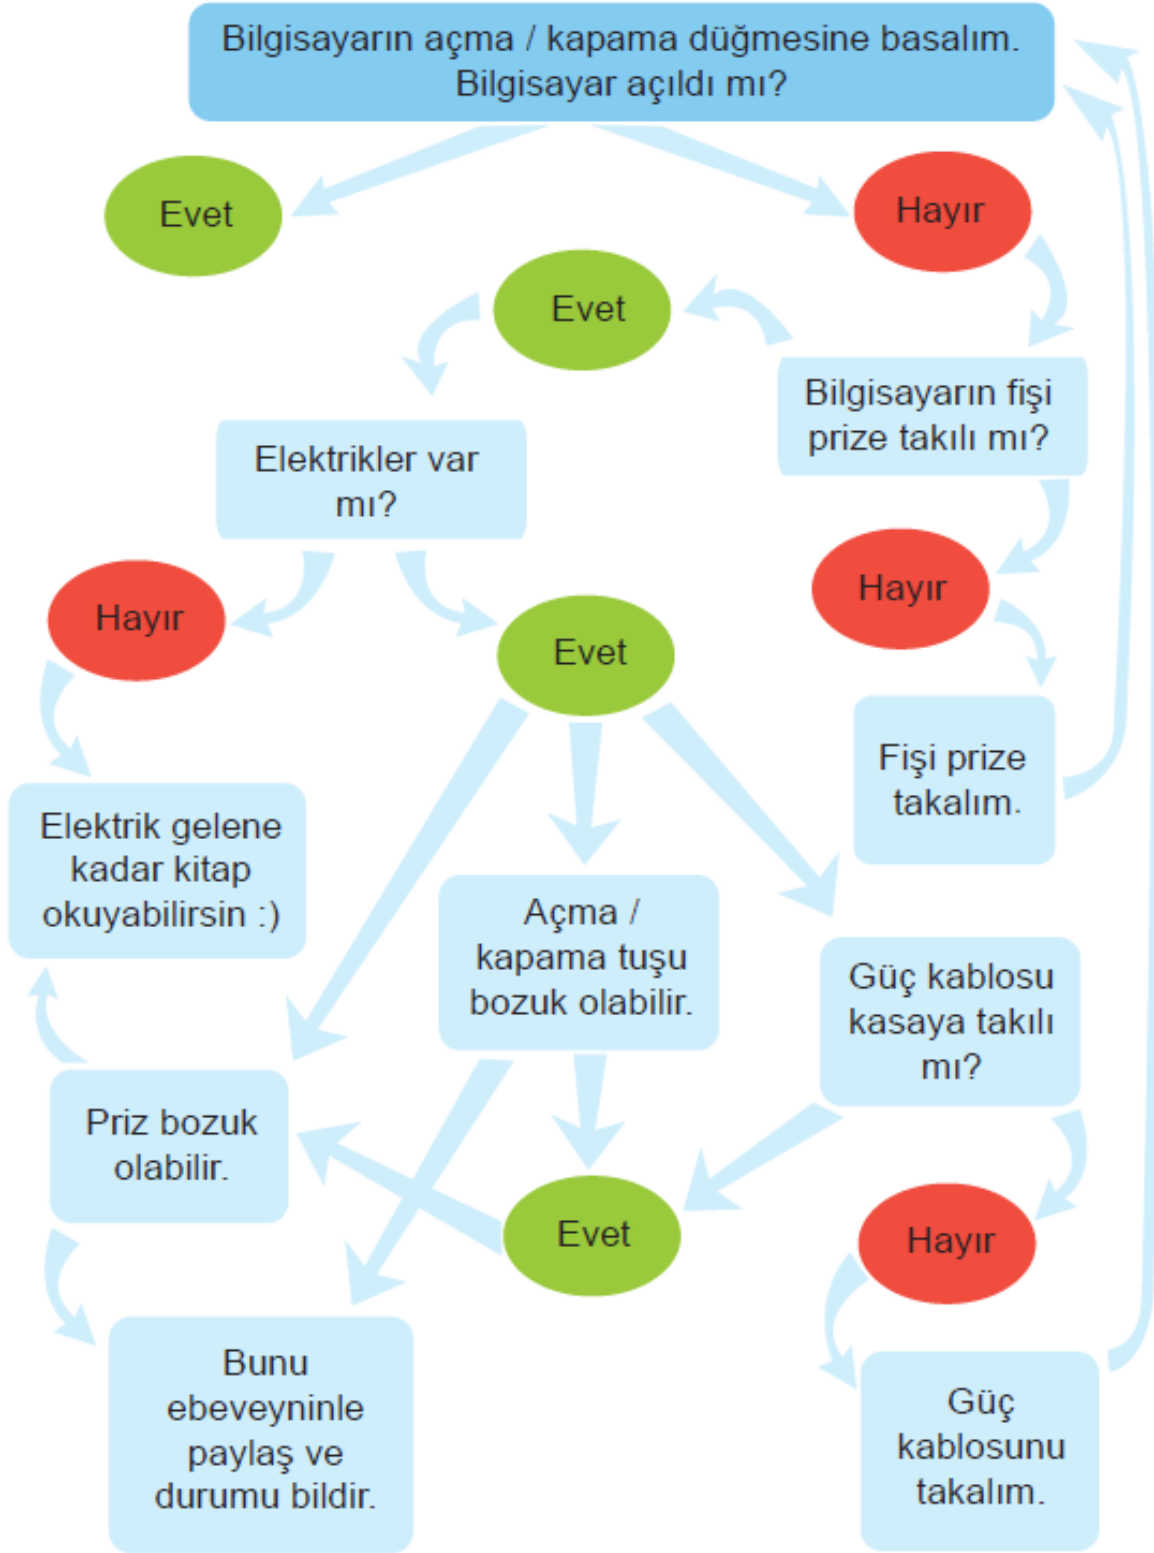 Bilgisayarın açma / kapama düğmesine basalım.
Bilgisayar açıldı mı?
Evet
Hayır
Evet
Bilgisayarın fişi
prize takılı mı?
Elektrikler var
mı?
Hayır
Hayır
Evet
Fişi prize
takalım.
Elektrik gelene
kadar kitap
okuyabilirsin :)
Açma /
kapama tuşu
bozuk olabilir.
Güç kablosu
kasaya takılı
mı?
Priz bozuk
olabilir.
Evet
Hayır
Bunu
ebeveyninle
paylaş ve
durumu bildir.
Güç
kablosunu
takalım.